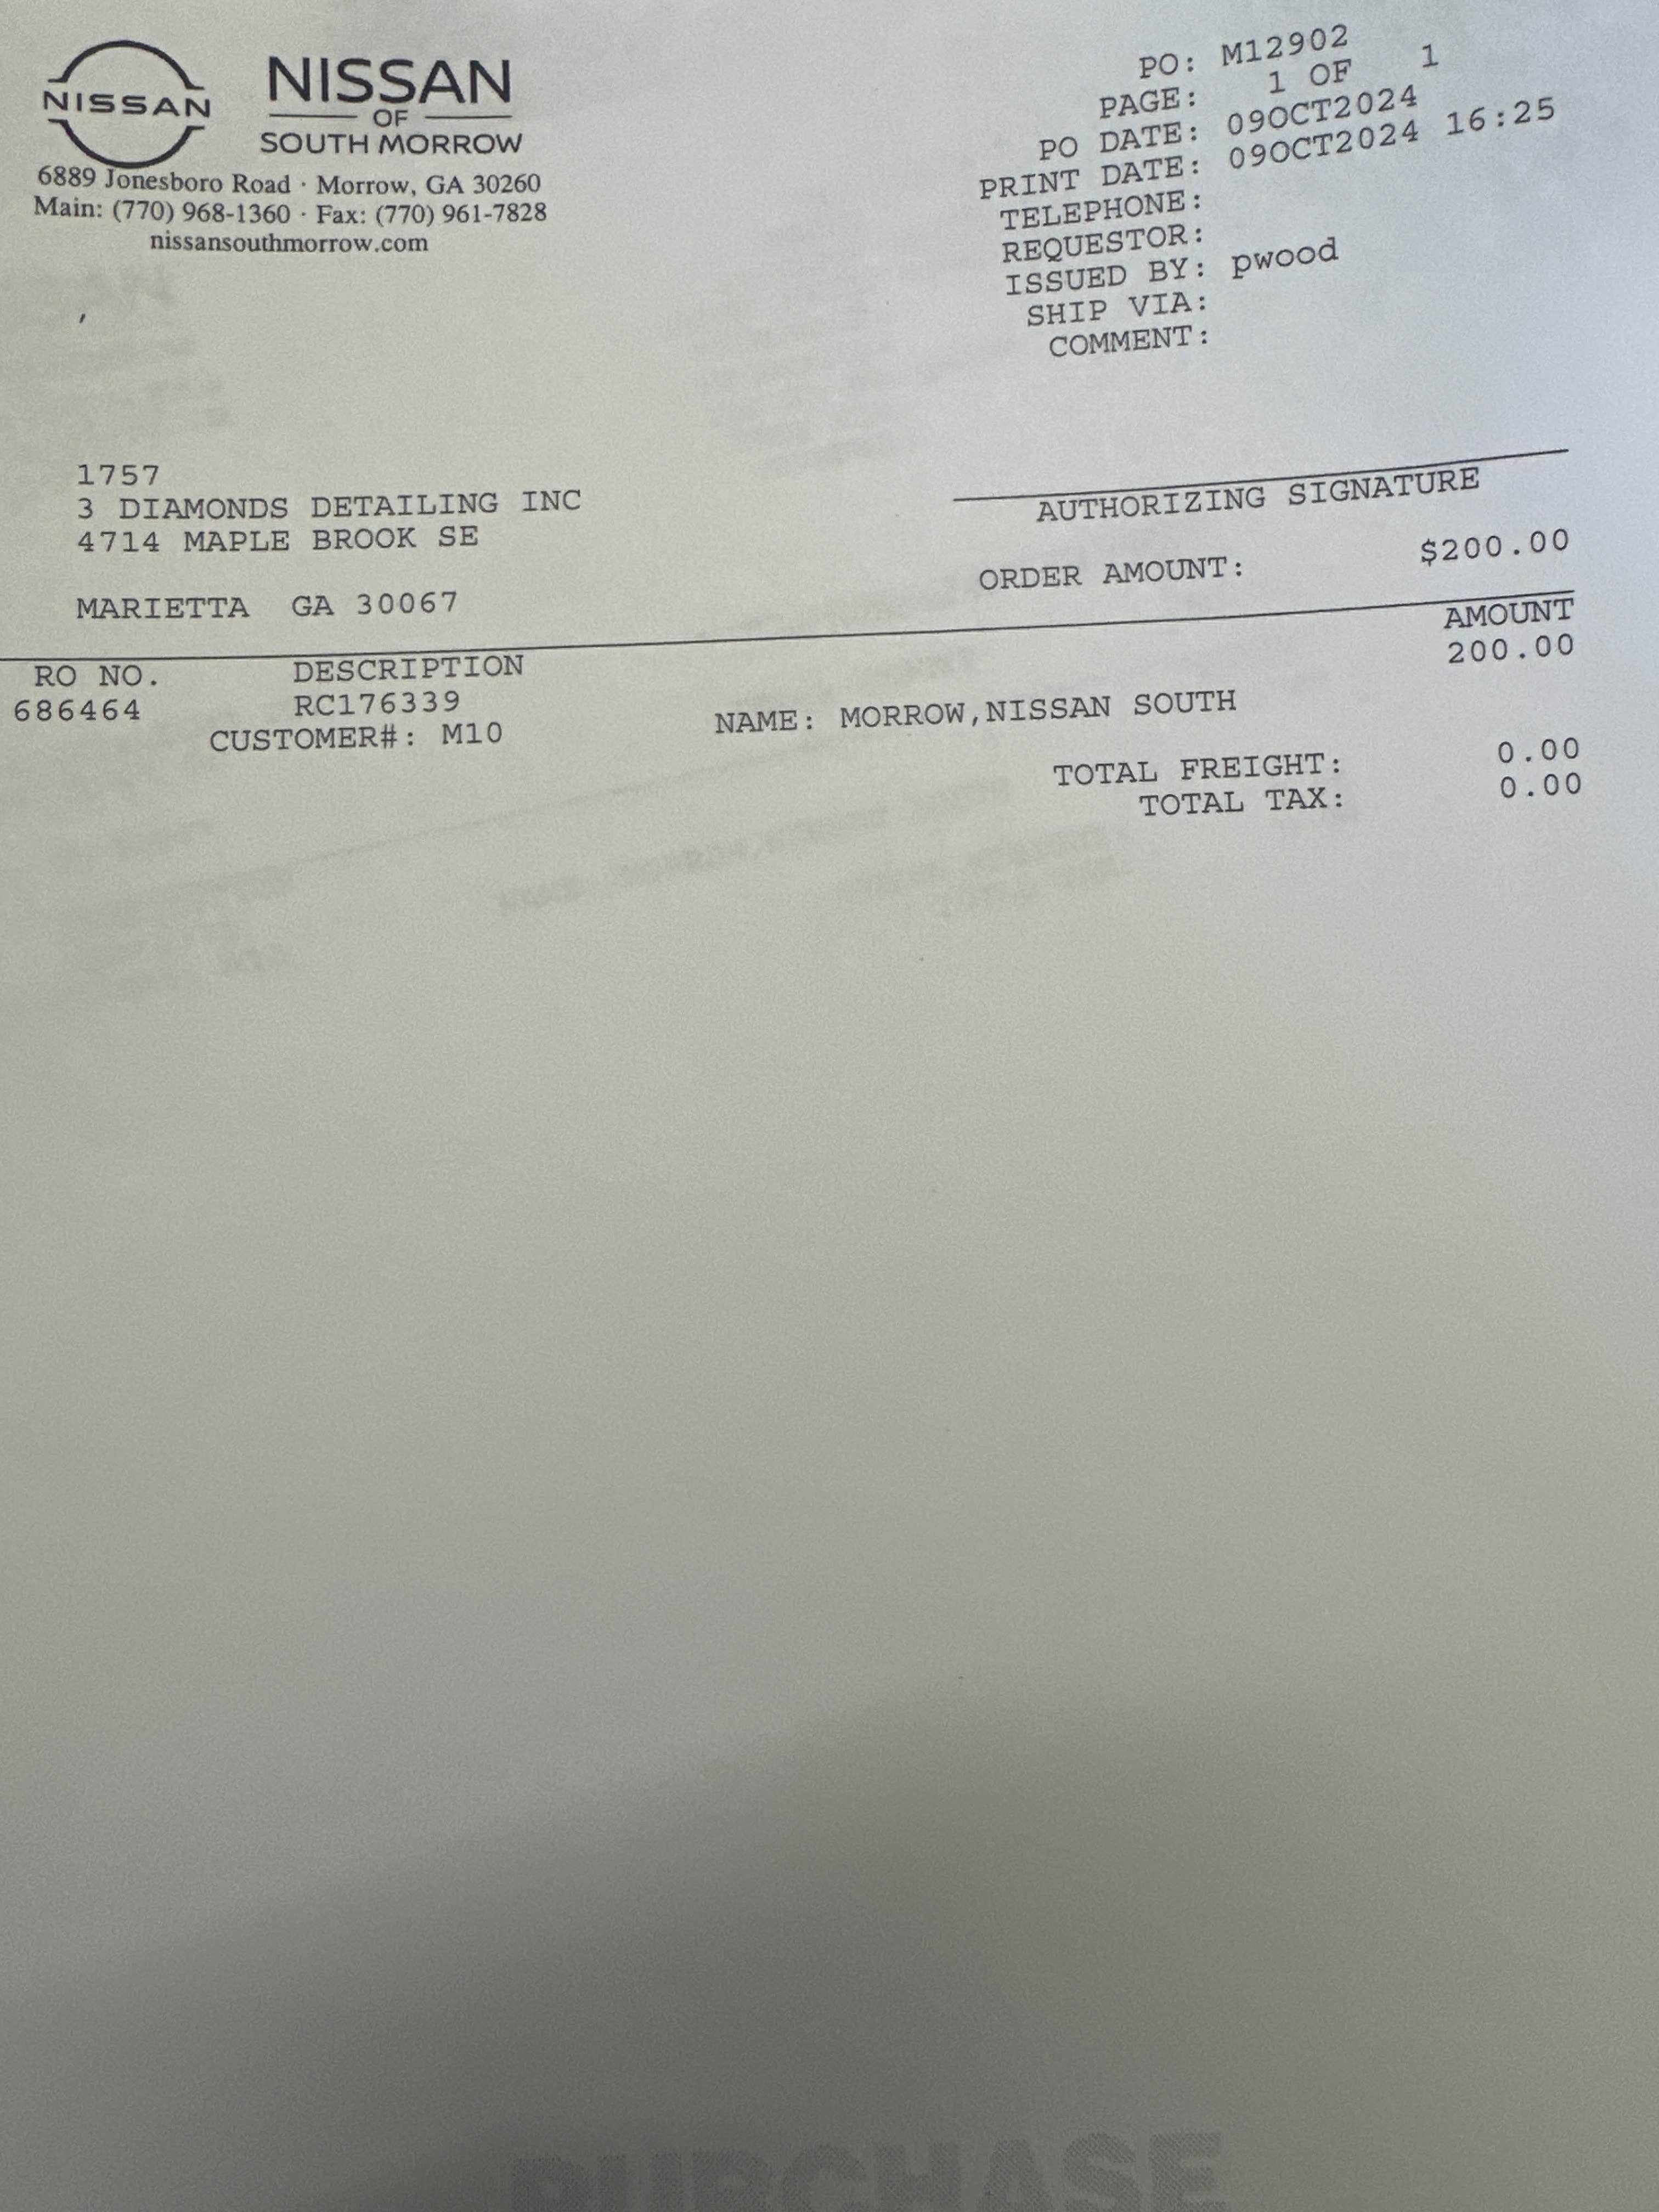 NISSAN
NISSAN
OF
SOUTH MORROW
6889 Jonesboro Road · Morrow, GA 30260
Main: (770) 968-1360 · Fax: (770) 961-7828
nissansouthmorrow.com
PO: M12902
PAGE: 1 OF 1
PO DATE: 09OCT2024
PRINT DATE: 09OCT2024 16:25
TELEPHONE:
REQUESTOR:
ISSUED BY: pwood
SHIP VIA:
COMMENT:
1757
3 DIAMONDS DETAILING INC
4714 MAPLE BROOK SE
MARIETTA GA 30067
AUTHORIZING SIGNATURE
ORDER AMOUNT: $200.00
RO NO. DESCRIPTION AMOUNT
686464 RC176339 200.00
CUSTOMER#: M10 NAME: MORROW,NISSAN SOUTH
TOTAL FREIGHT: 0.00
TOTAL TAX: 0.00
PURCHASE